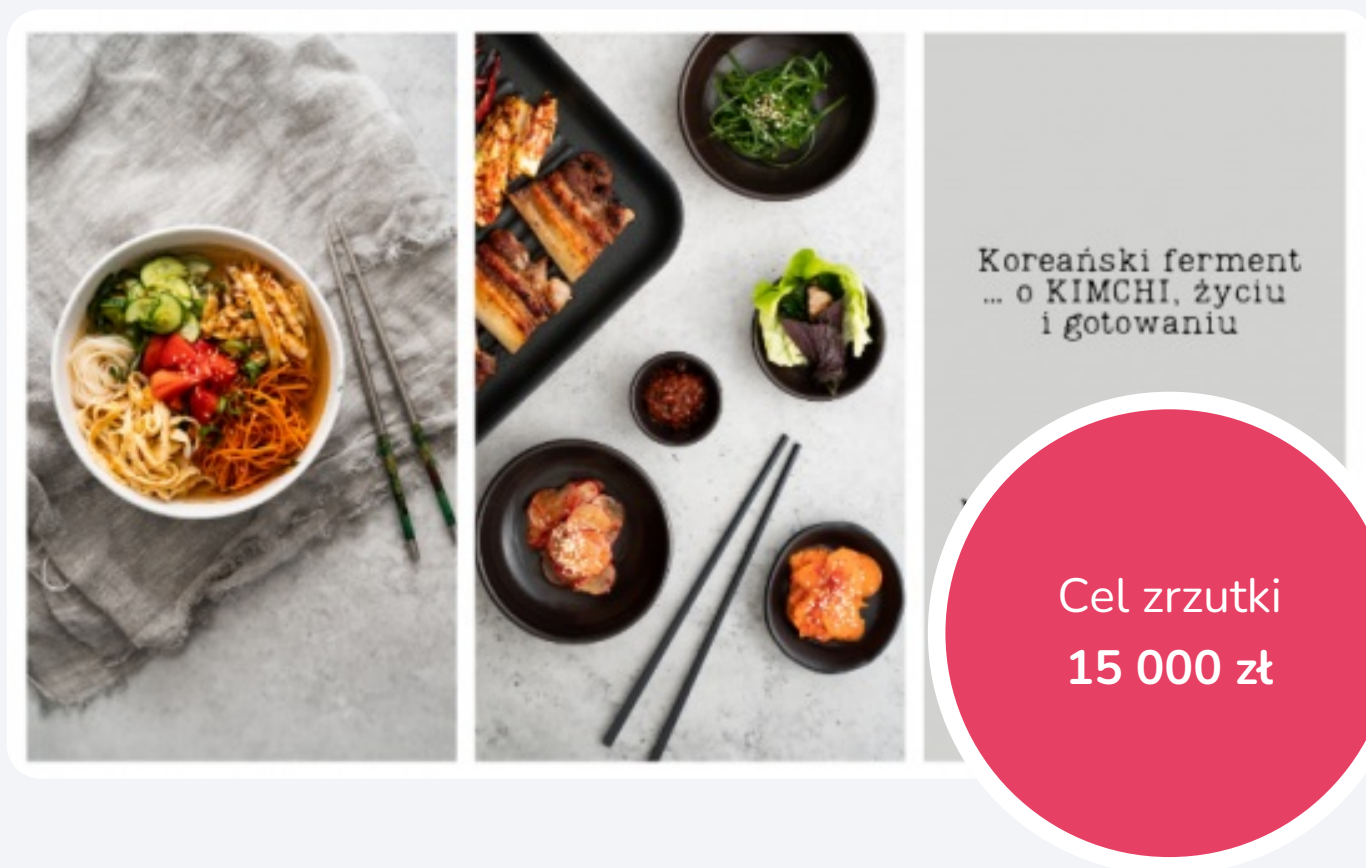 Koreański ferment
... o KIMCHI, życiu
i gotowaniu
Cel zrzutki
15 000 zł